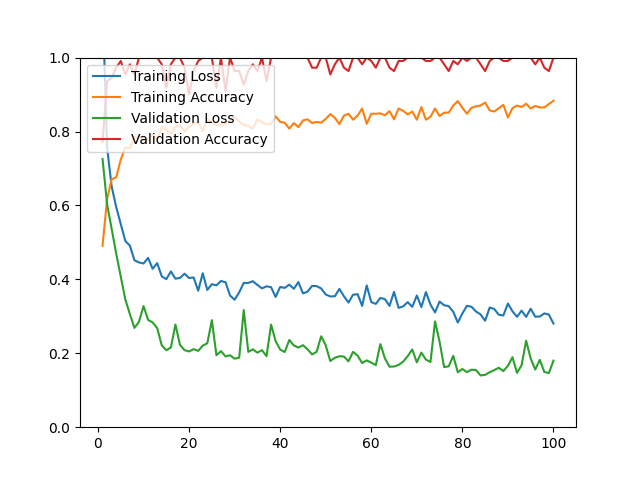 1.0
0.8
0.6
0.4
0.2
0.0
Training Loss
Training Accuracy
Validation Loss
Validation Accuracy
0 20 40 60 80 100